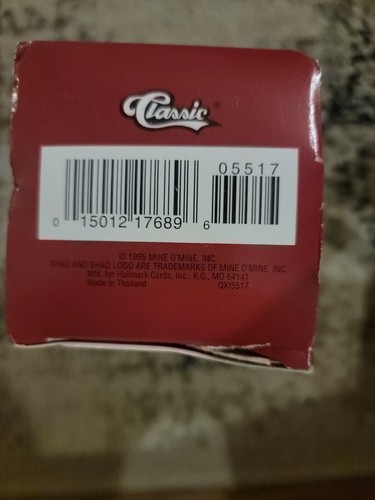 Classic ®
05517
0 15012 17689 6
© 1995 MINE O'MINE, INC.
SHAQ AND SHAQ LOGO ARE TRADEMARKS OF MINE O'MINE, INC
Mfd. for Hallmark Cards, Inc., K.C., MO 64141
Made in Thailand QXI5517